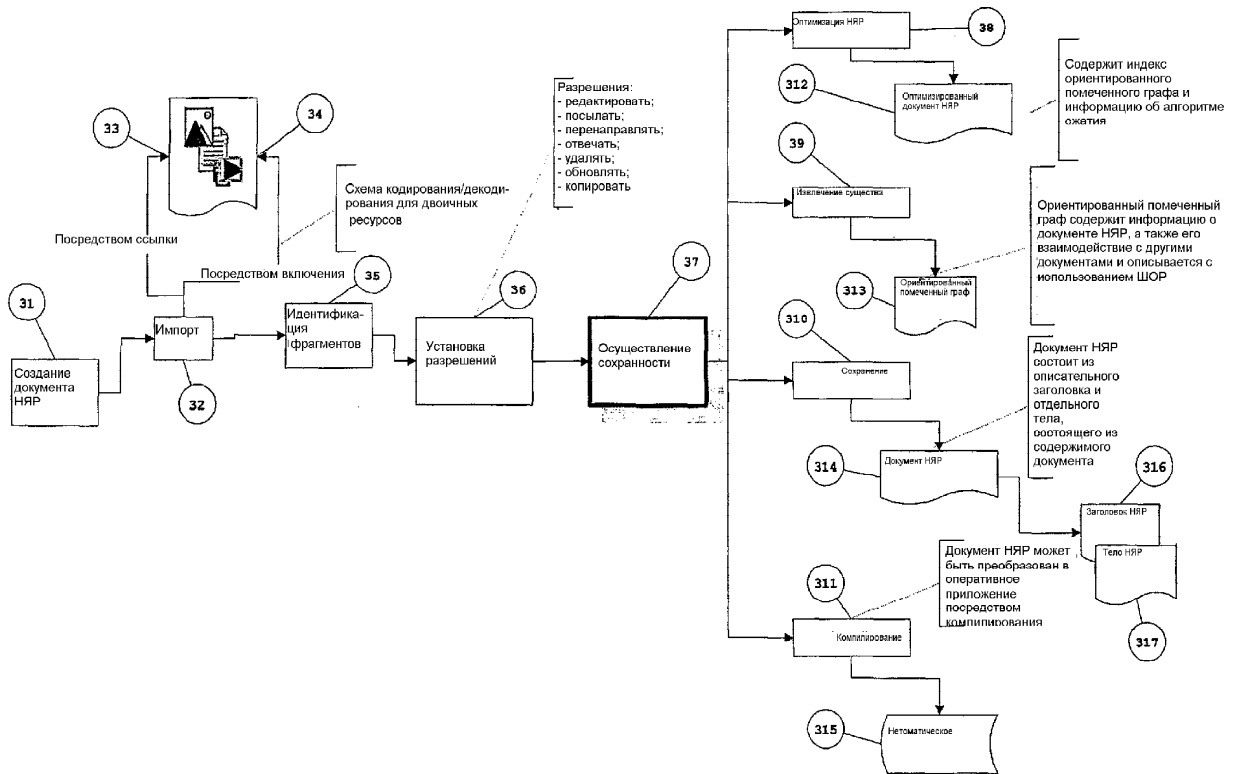 33
34
Посредством ссылки
Схема кодирования/декоди-
рования для двоичных
ресурсов
Посредством включения
31
Создание
документа
НЯР
Импорт
32
35
Идентифика-
ция
фрагментов
Разрешения:
- редактировать;
- посылать;
- перенаправлять;
- отвечать;
- удалять;
- обновлять;
- копировать
36
Установка
разрешений
37
Осуществление
сохранности
Оптимизация НЯР
38
312
Оптимизированный
документ НЯР
Содержит индекс
ориентированного
помеченного графа и
информацию об алгоритме
сжатия
39
Извлечение существа
313
Ориентированный
помеченный граф
Ориентированный помеченный
граф содержит информацию о
документе НЯР, а также его
взаимодействие с другими
документами и описывается с
использованием ШОР
310
Сохранение
314
Документ НЯР
Документ НЯР
состоит из
описательного
заголовка и
отдельного
тела,
состоящего из
содержимого
документа
316
Заголовок НЯР
Тело НЯР
317
311
Компилирование
Документ НЯР может
быть преобразован в
оперативное
приложение
посредством
компилирования
315
Нетоматическое